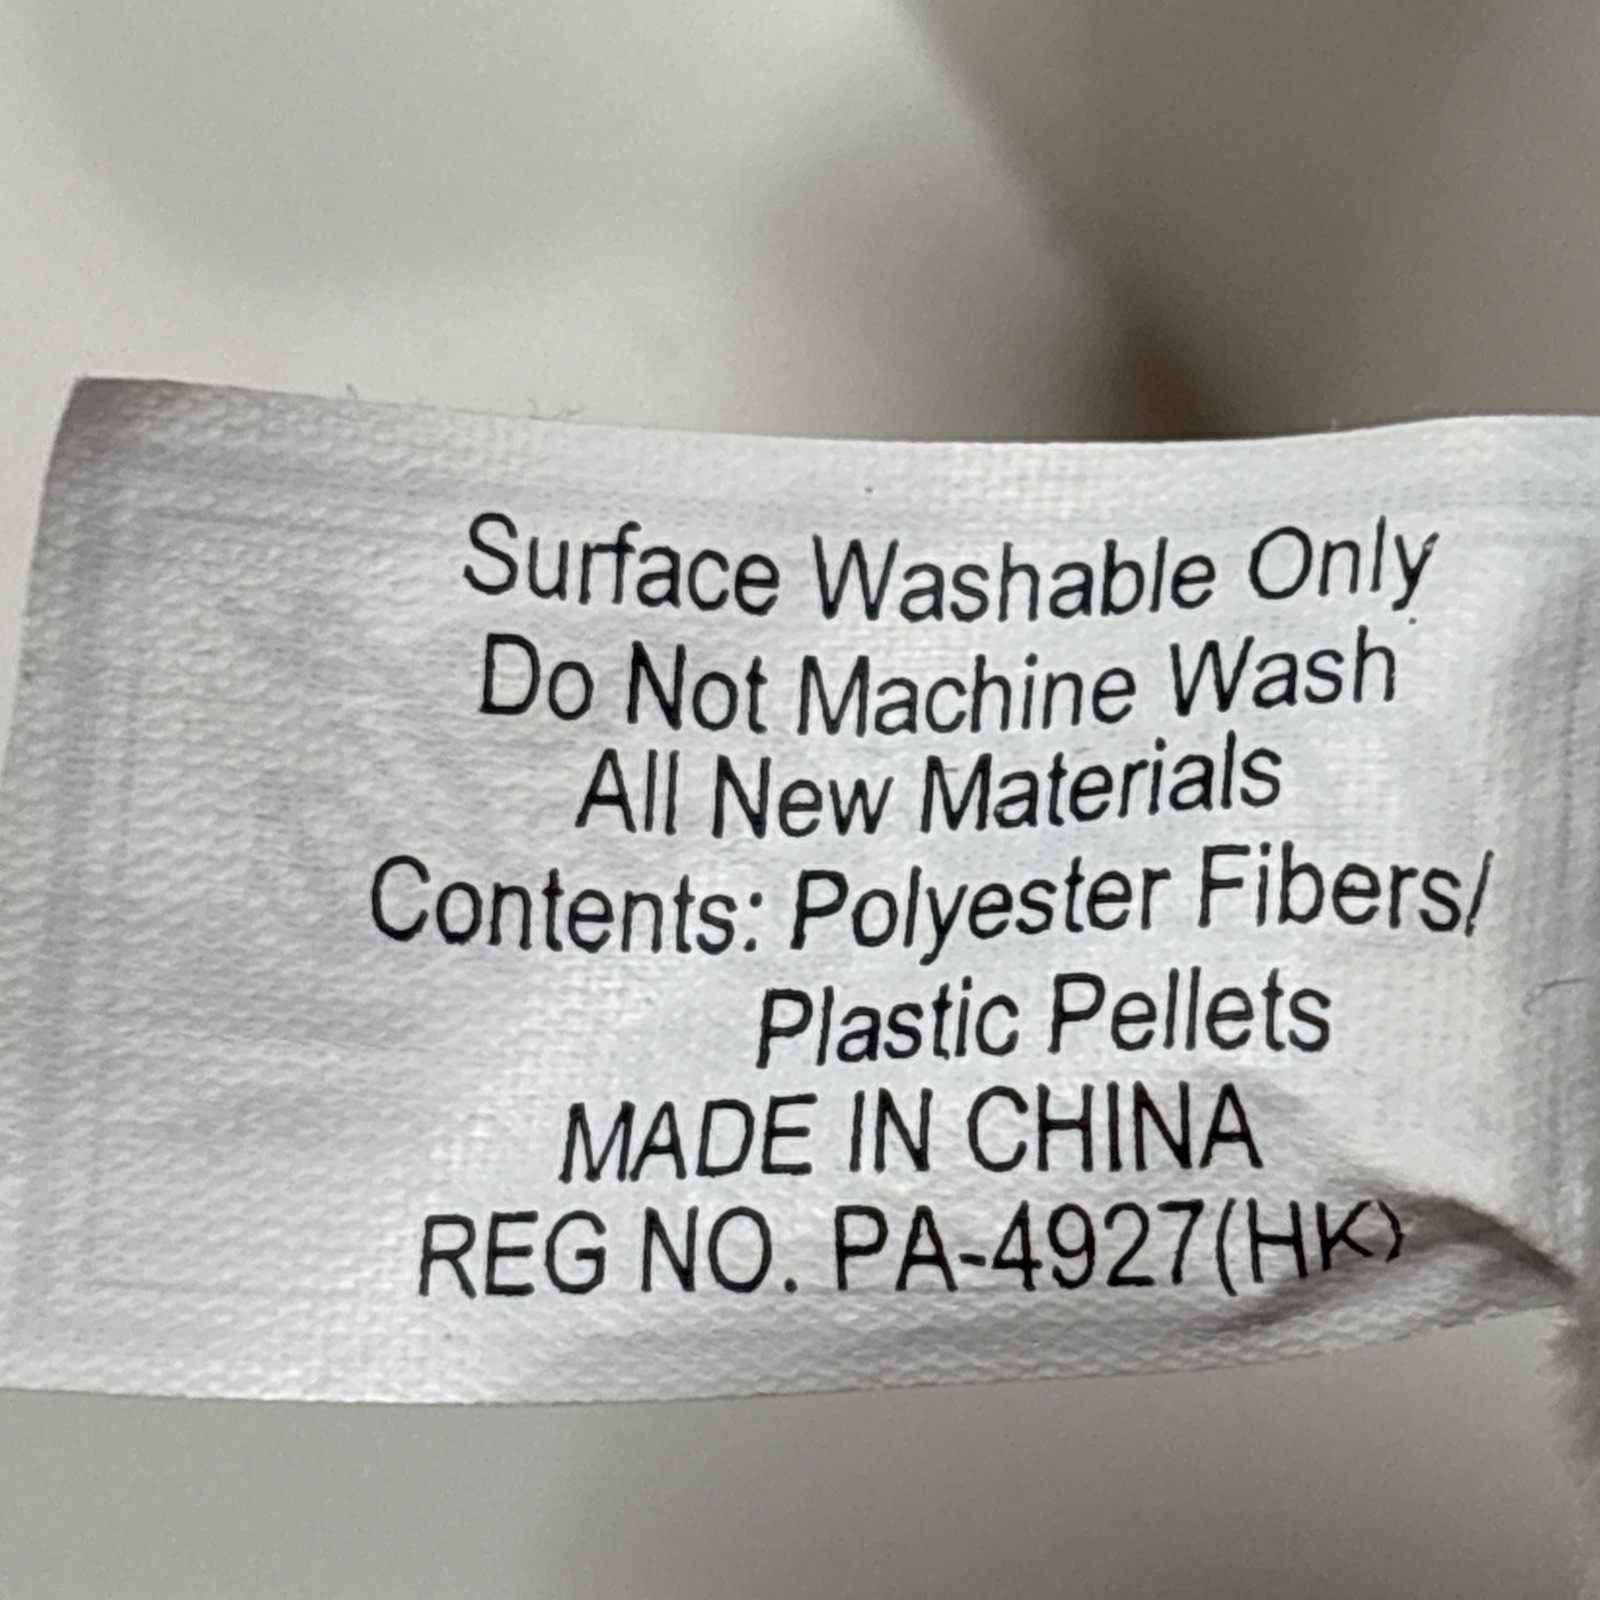 Surface Washable Only
Do Not Machine Wash
All New Materials
Contents: Polyester Fibers/
Plastic Pellets
MADE IN CHINA
REG NO. PA-4927(HK)